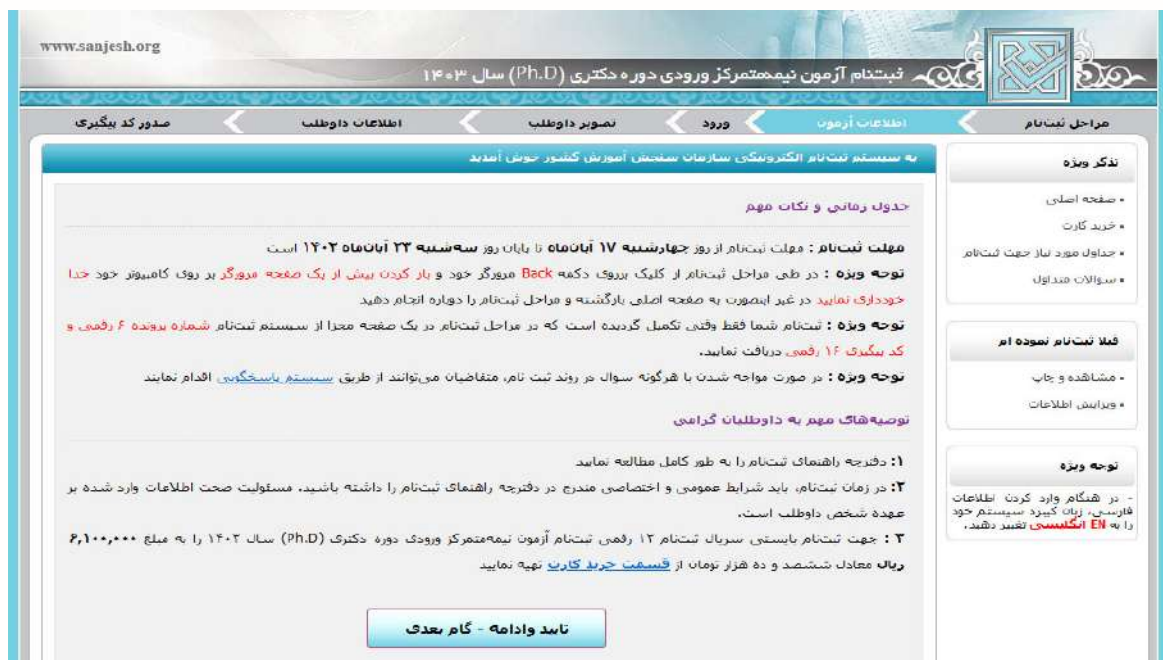 www.sanjesh.org
ثبت‌نام آزمون نیمه‌متمرکز ورودی دوره دکتری (Ph.D) سال ۱۴۰۳
مراحل ثبت‌نام
اطلاعات آزمون
ورود
تصویر داوطلب
اطلاعات داوطلب
صدور کد پیگیری
تذکر ویژه
• صفحه اصلی
• خرید کارت
• جداول مورد نیاز جهت ثبت‌نام
• سوالات متداول
قبلا ثبت‌نام نموده ام
• مشاهده و چاپ
• ویرایش اطلاعات
توجه ویژه
- در هنگام وارد کردن اطلاعات
فارسی، زبان کیبرد سیستم خود
را به EN انگلیسی تغییر دهید.
به سیستم ثبت‌نام الکترونیکی سازمان سنجش آموزش کشور خوش آمدید
جدول زمانی و نکات مهم
مهلت ثبت‌نام : مهلت ثبت‌نام از روز چهارشنبه ۱۷ آبان‌ماه تا پایان روز سه‌شنبه ۲۳ آبان‌ماه ۱۴۰۲ است
توجه ویژه : در طی مراحل ثبت‌نام از کلیک برروی دکمه Back مرورگر خود و باز کردن بیش از یک صفحه مرورگر بر روی کامپیوتر خود جدا
خودداری نمایید در غیر اینصورت به صفحه اصلی بازگشته و مراحل ثبت‌نام را دوباره انجام دهید
توجه ویژه : ثبت‌نام شما فقط وقتی تکمیل گردیده است که در مراحل ثبت‌نام در یک صفحه مجزا از سیستم ثبت‌نام شماره پرونده ۶ رقمی و
کد پیگیری ۱۶ رقمی دریافت نمایید.
توجه ویژه : در صورت مواجه شدن با هرگونه سوال در روند ثبت نام، متقاضیان می‌توانند از طریق سیستم پاسخگویی اقدام نمایند
توصیه‌های مهم به داوطلبان گرامی
۱: دفترچه راهنمای ثبت‌نام را به طور کامل مطالعه نمایید
۲: در زمان ثبت‌نام، باید شرایط عمومی و اختصاصی مندرج در دفترچه راهنمای ثبت‌نام را داشته باشید. مسئولیت صحت اطلاعات وارد شده بر
عهده شخص داوطلب است.
۳ : جهت ثبت‌نام بایستی سریال ثبت‌نام ۱۲ رقمی ثبت‌نام آزمون نیمه‌متمرکز ورودی دوره دکتری (Ph.D) سال ۱۴۰۳ را به مبلغ ۶,۱۰۰,۰۰۰
ریال معادل ششصد و ده هزار تومان از قسمت خرید کارت تهیه نمایید
تایید وادامه - گام بعدی